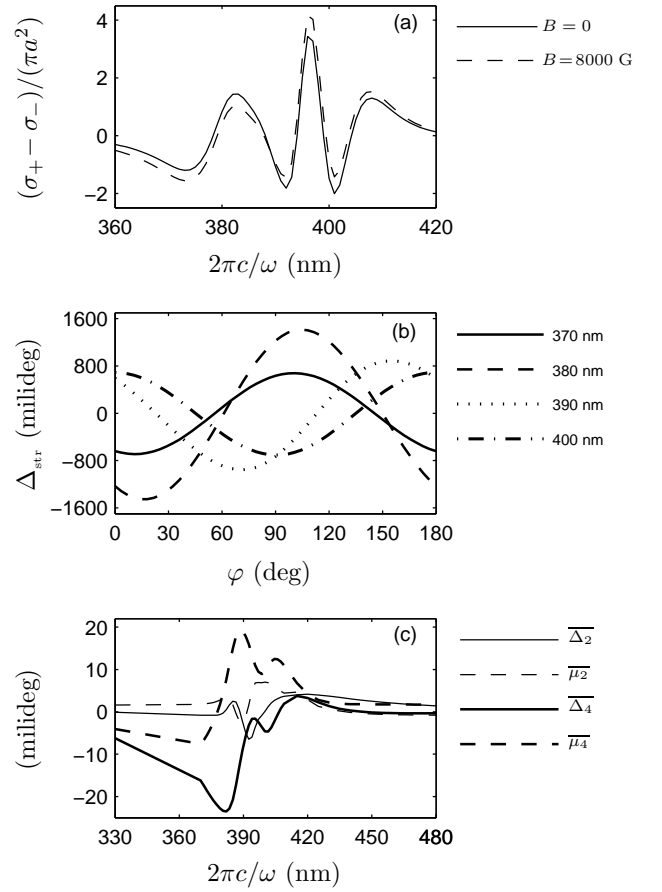 (a)
4
2
0
−2
360 380 400 420
(σ₊ − σ₋)/(πa²)
2πc/ω (nm)
B = 0
B = 8000 G
(b)
1600
800
0
−800
−1600
0 30 60 90 120 150 180
Δstr (milideg)
φ (deg)
370 nm
380 nm
390 nm
400 nm
(c)
20
10
0
-10
-20
330 360 390 420 450 480
(milideg)
2πc/ω (nm)
Δ₂
μ₂
Δ₄
μ₄